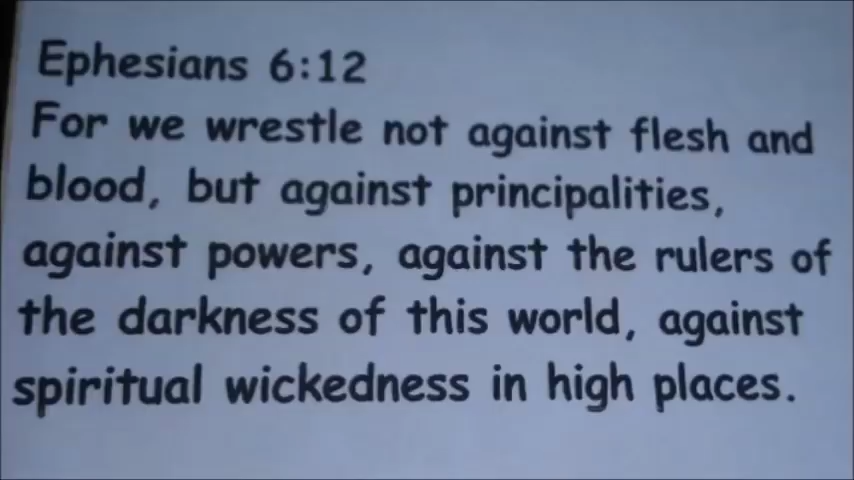 Ephesians 6:12
For we wrestle not against flesh and
blood, but against principalities,
against powers, against the rulers of
the darkness of this world, against
spiritual wickedness in high places.